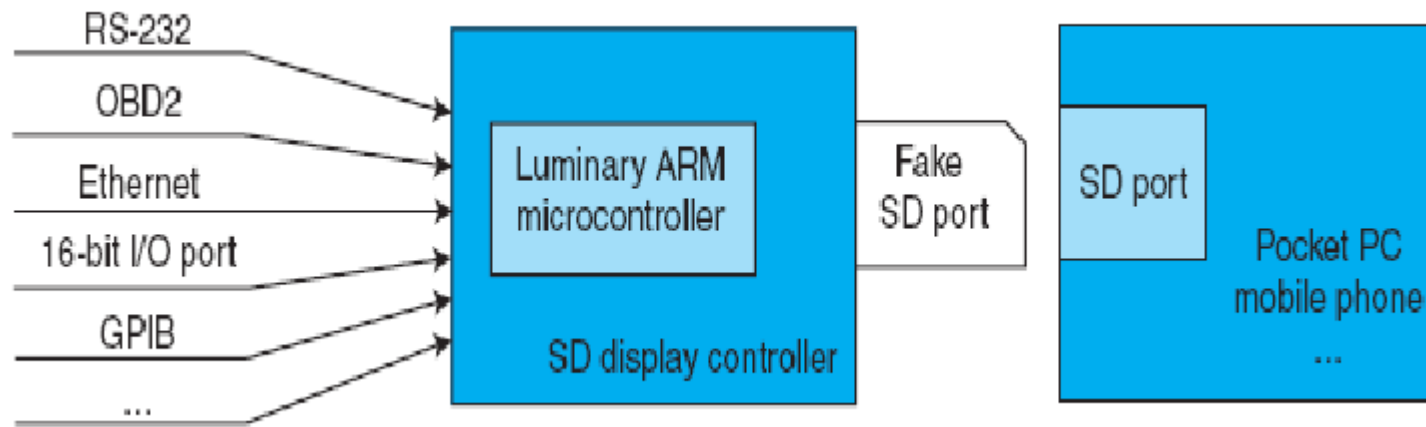 RS-232
OBD2
Ethernet
16-bit I/O port
GPIB
...
Luminary ARM
microcontroller
SD display controller
Fake
SD port
SD port
Pocket PC
mobile phone
...